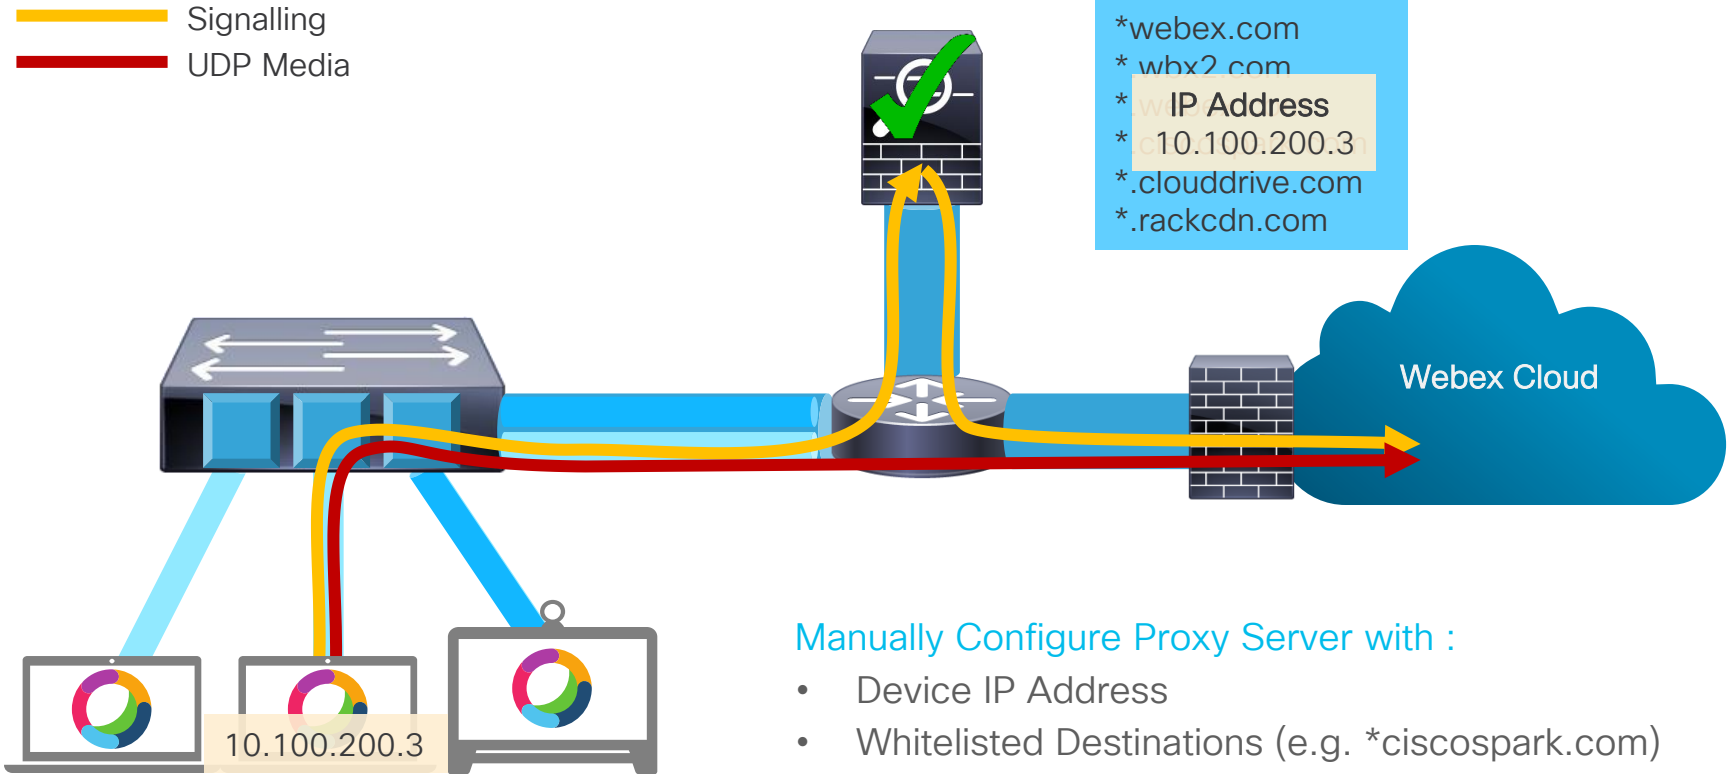 Signalling
UDP Media
*webex.com
*.wbx2.com
IP Address
10.100.200.3
*.clouddrive.com
*.rackcdn.com
Webex Cloud
Manually Configure Proxy Server with :
• Device IP Address
• Whitelisted Destinations (e.g. *ciscospark.com)
10.100.200.3